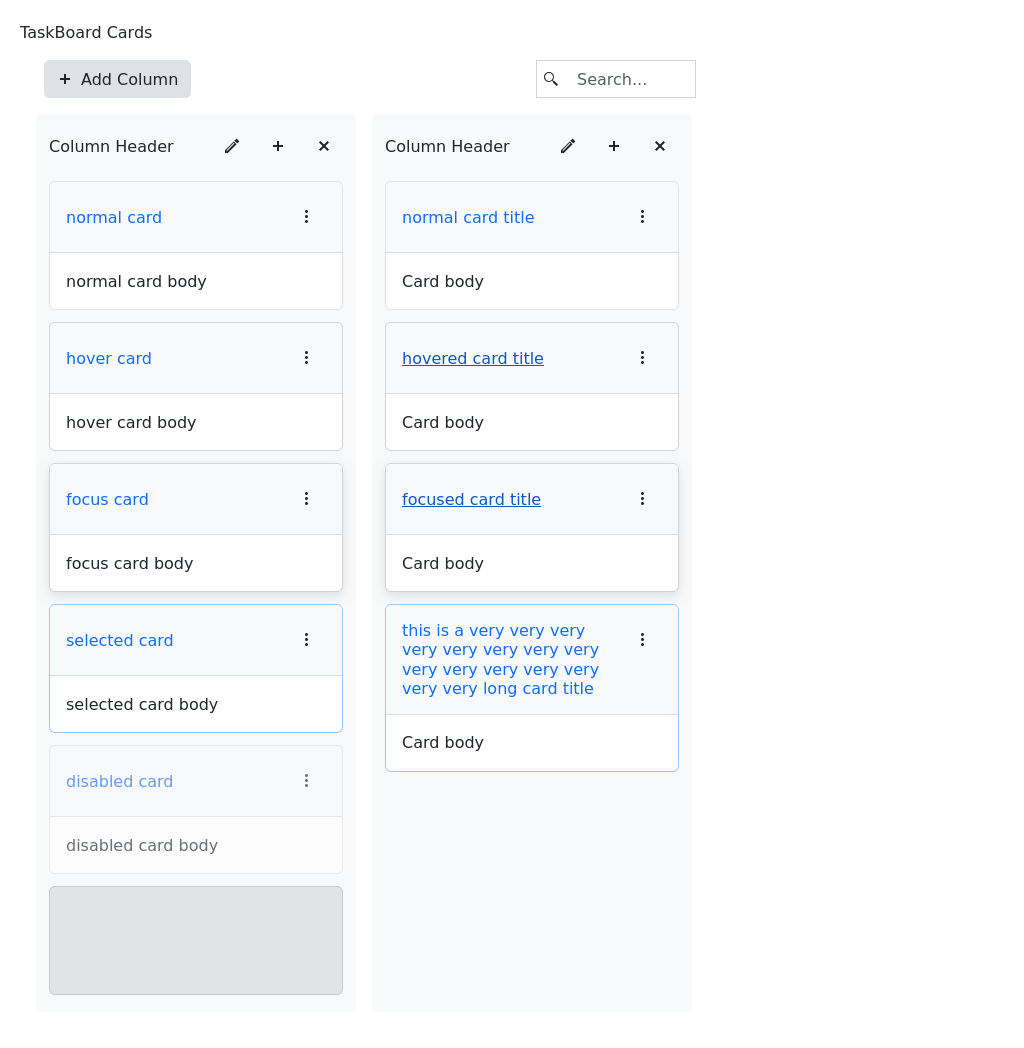 TaskBoard Cards
Add Column
Search...
Column Header
normal card
normal card body
hover card
hover card body
focus card
focus card body
selected card
selected card body
disabled card
disabled card body
Column Header
normal card title
Card body
hovered card title
Card body
focused card title
Card body
this is a very very very
very very very very very
very very very very very
very very long card title
Card body